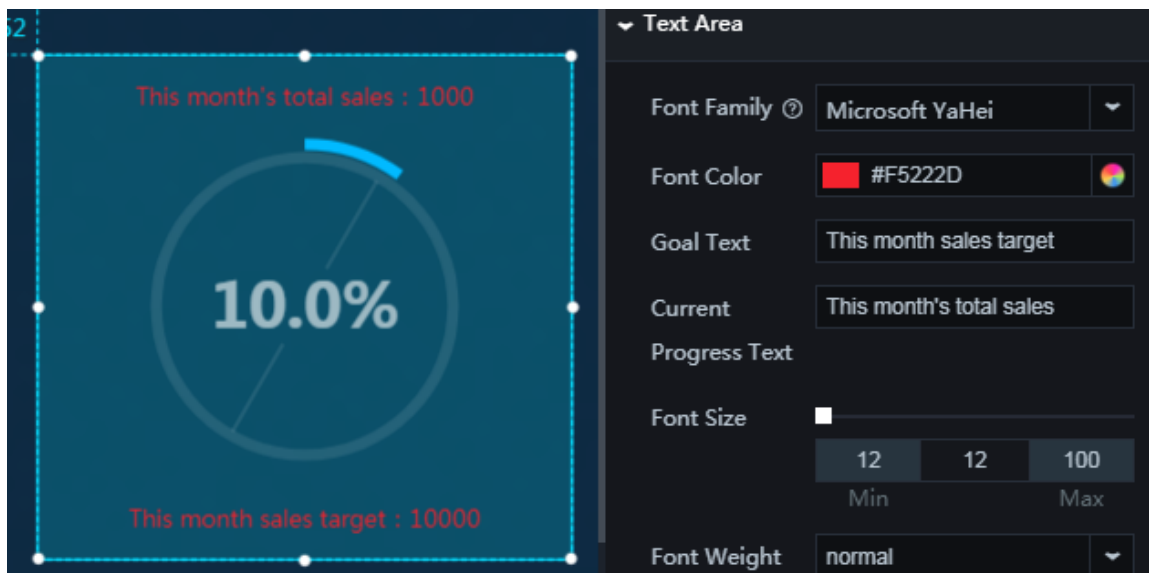 52
This month's total sales : 1000
10.0%
This month sales target : 10000
Text Area
Font Family
Microsoft YaHei
Font Color
#F5222D
Goal Text
This month sales target
Current
Progress Text
This month's total sales
Font Size
12 12 100
Min Max
Font Weight
normal